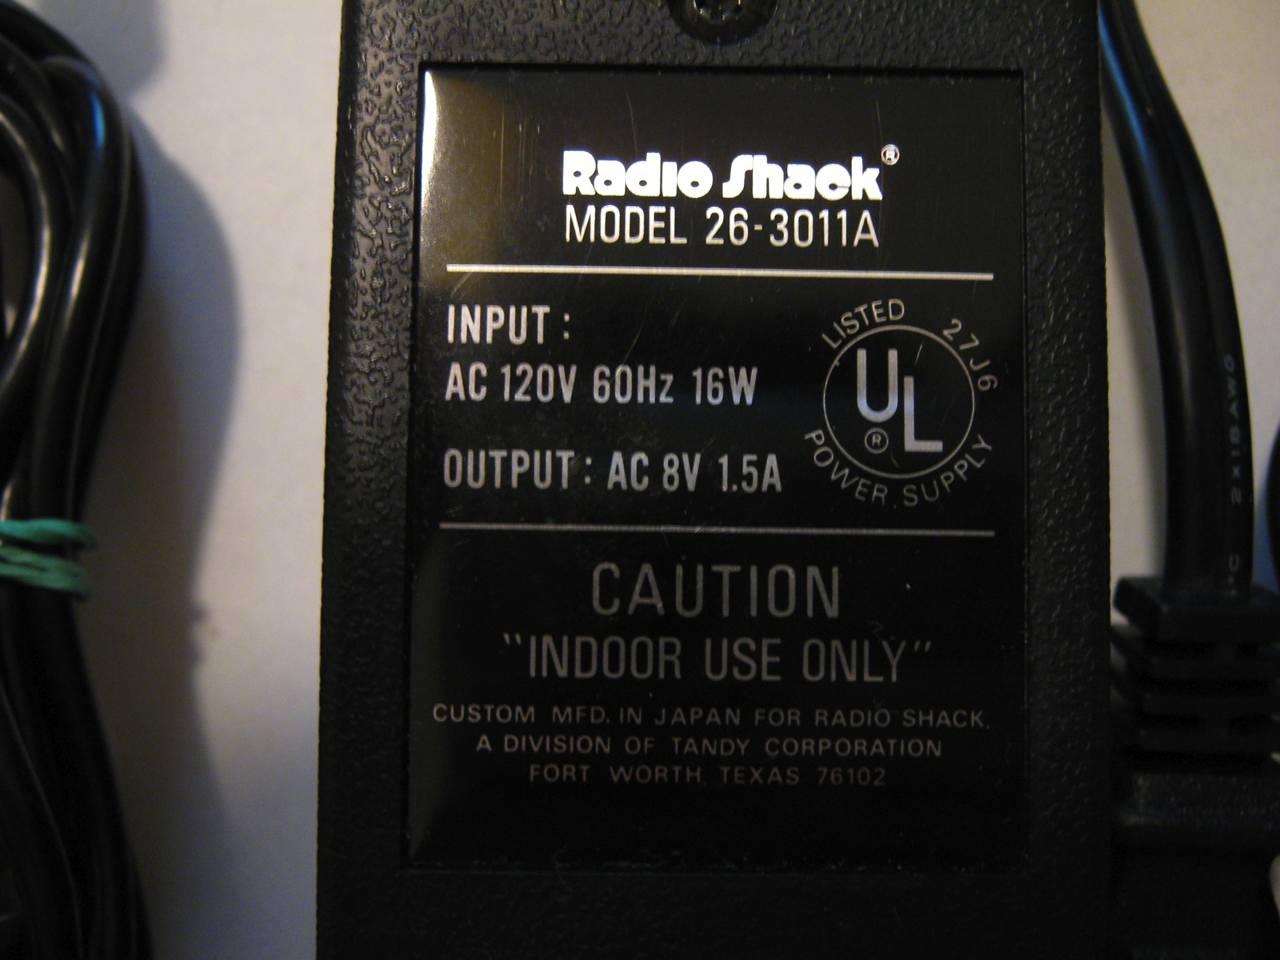 Radio Shack®
MODEL 26-3011A
INPUT :
AC 120V 60Hz 16W
OUTPUT : AC 8V 1.5A
LISTED 27J6
UL
®
POWER SUPPLY
CAUTION
"INDOOR USE ONLY"
CUSTOM MFD. IN JAPAN FOR RADIO SHACK,
A DIVISION OF TANDY CORPORATION
FORT WORTH, TEXAS 76102
°C 2X18AWG